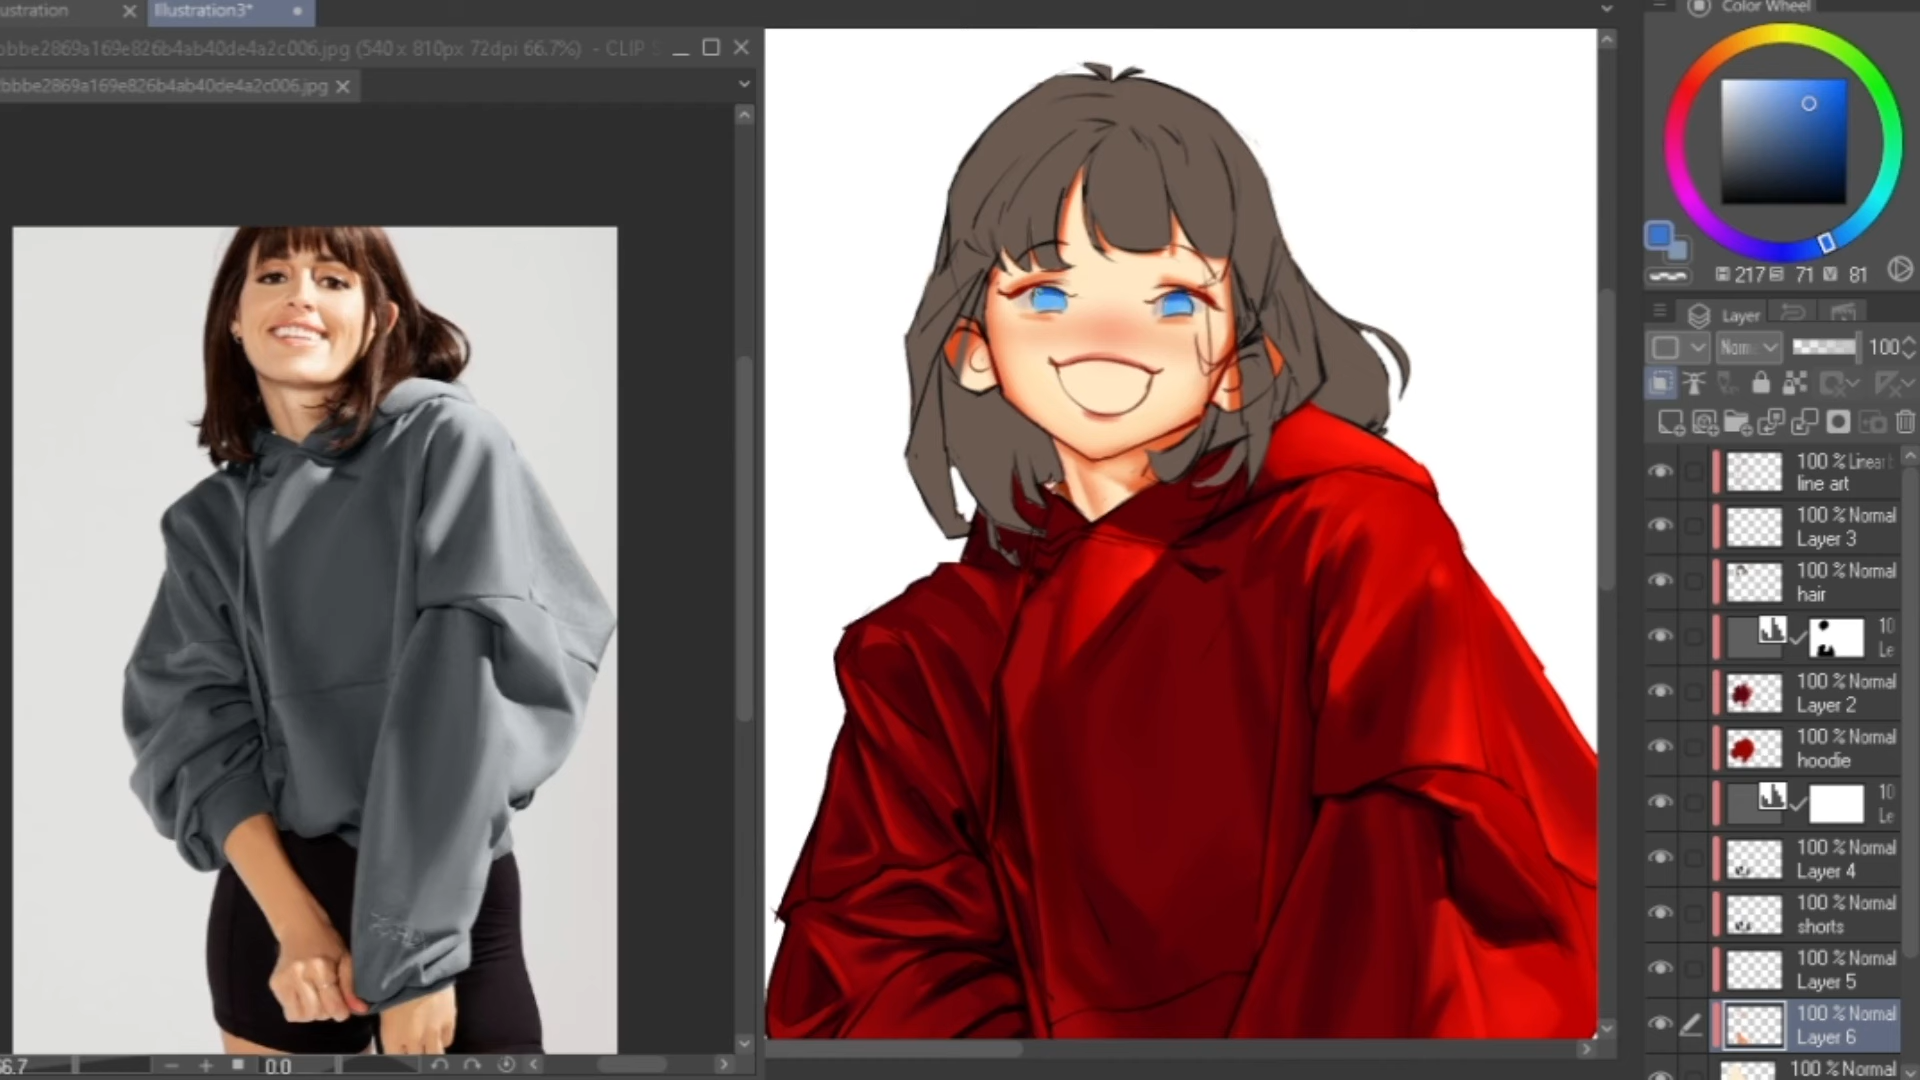 ustration
Illustration3*
bbbe2869a169e826b4ab40de4a2c006.jpg (540 x 810px 72dpi 66.7%) - CLIP S
bbbe2869a169e826b4ab40de4a2c006.jpg
6.7
0.0
Color Wheel
217 71 81
Layer
Norm 100
100 % Linear b
line art
100 % Normal
Layer 3
100 % Normal
hair
10
Le
100 % Normal
Layer 2
100 % Normal
hoodie
10
Le
100 % Normal
Layer 4
100 % Normal
shorts
100 % Normal
Layer 5
100 % Normal
Layer 6
100 % Normal